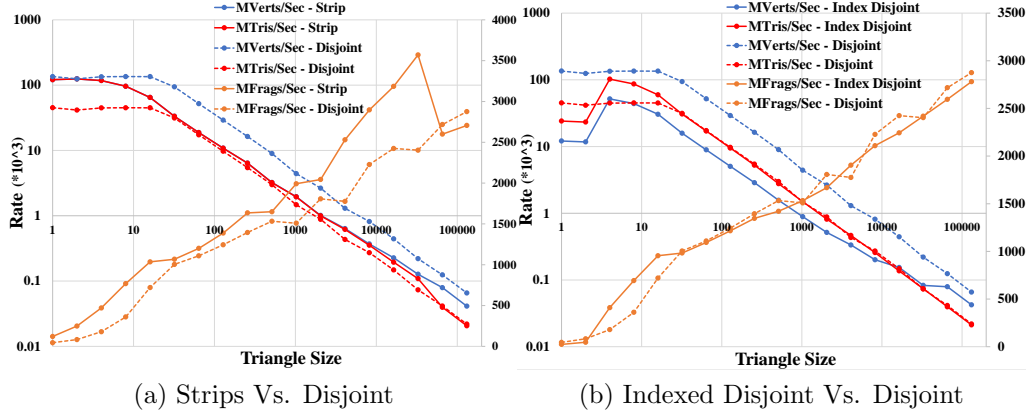 MVerts/Sec - Strip
MTris/Sec - Strip
MVerts/Sec - Disjoint
MTris/Sec - Disjoint
MFrags/Sec - Strip
MFrags/Sec - Disjoint
1000
100
10
1
0.1
0.01
Rate (*10^3)
4000
3500
3000
2500
2000
1500
1000
500
0
1 10 100 1000 10000 100000
Triangle Size
(a) Strips Vs. Disjoint
MVerts/Sec - Index Disjoint
MTris/Sec - Index Disjoint
MVerts/Sec - Disjoint
MTris/Sec - Disjoint
MFrags/Sec - Index Disjoint
MFrags/Sec - Disjoint
1000
100
10
1
0.1
0.01
Rate (*10^3)
3500
3000
2500
2000
1500
1000
500
0
1 10 100 1000 10000 100000
Triangle Size
(b) Indexed Disjoint Vs. Disjoint